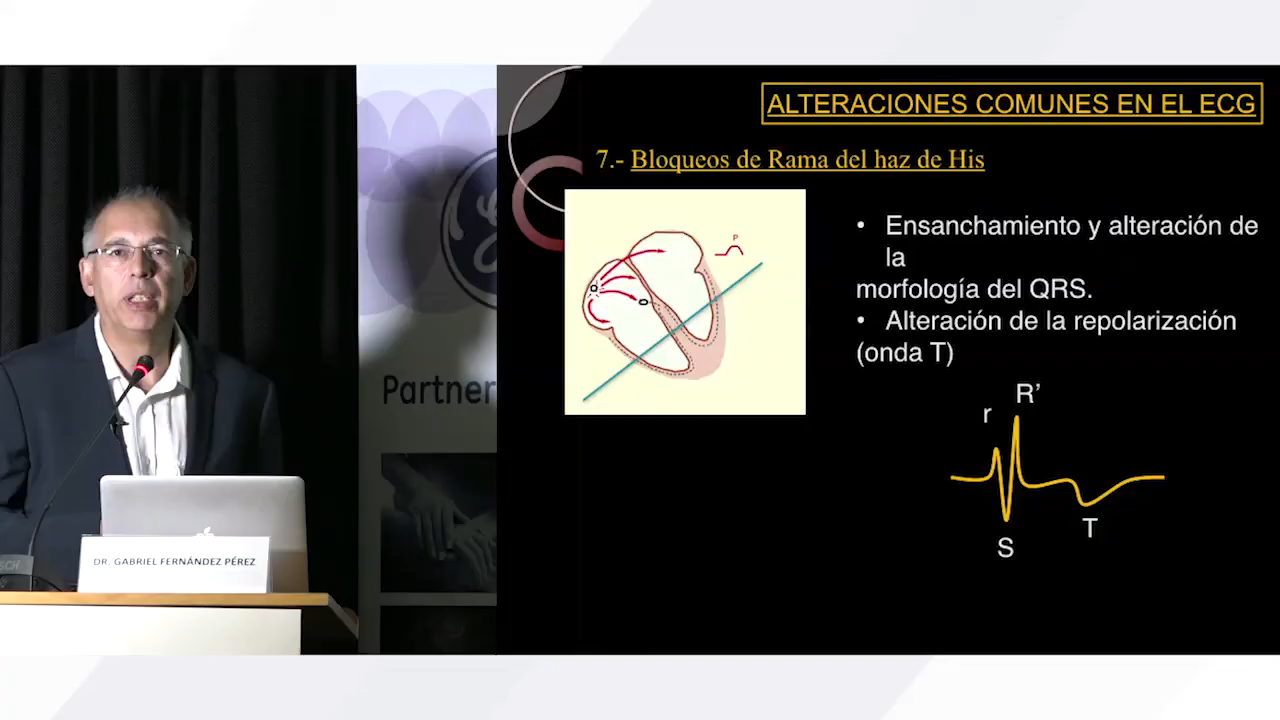 ALTERACIONES COMUNES EN EL ECG
7.- Bloqueos de Rama del haz de His
P
• Ensanchamiento y alteración de
la
morfología del QRS.
• Alteración de la repolarización
(onda T)
R’
r
S
T
Partner
DR. GABRIEL FERNÁNDEZ PÉREZ